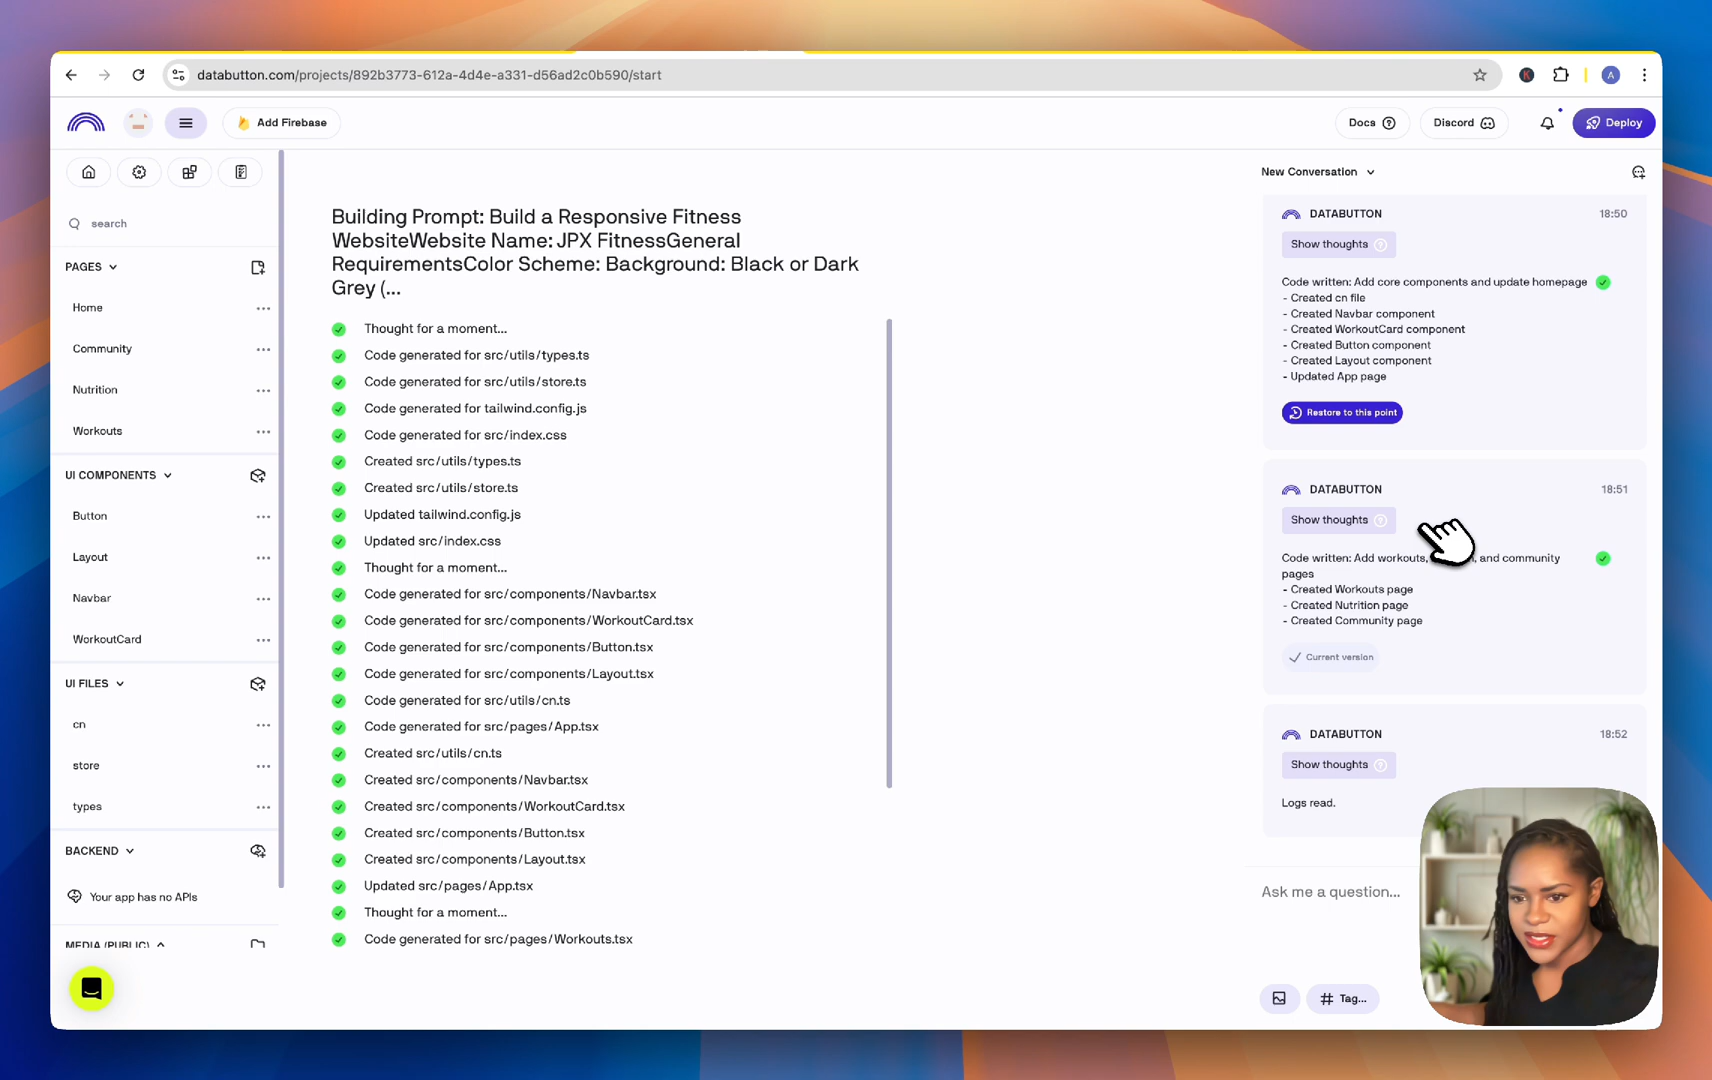 databutton.com/projects/892b3773-612a-4d4e-a331-d56ad2c0b590/start
K
A
Add Firebase
Docs
Discord
Deploy
search
PAGES
Home
Community
Nutrition
Workouts
UI COMPONENTS
Button
Layout
Navbar
WorkoutCard
UI FILES
cn
store
types
BACKEND
Your app has no APIs
MEDIA (PUBLIC)
Building Prompt: Build a Responsive Fitness
WebsiteWebsite Name: JPX FitnessGeneral
RequirementsColor Scheme: Background: Black or Dark
Grey (...
Thought for a moment...
Code generated for src/utils/types.ts
Code generated for src/utils/store.ts
Code generated for tailwind.config.js
Code generated for src/index.css
Created src/utils/types.ts
Created src/utils/store.ts
Updated tailwind.config.js
Updated src/index.css
Thought for a moment...
Code generated for src/components/Navbar.tsx
Code generated for src/components/WorkoutCard.tsx
Code generated for src/components/Button.tsx
Code generated for src/components/Layout.tsx
Code generated for src/utils/cn.ts
Code generated for src/pages/App.tsx
Created src/utils/cn.ts
Created src/components/Navbar.tsx
Created src/components/WorkoutCard.tsx
Created src/components/Button.tsx
Created src/components/Layout.tsx
Updated src/pages/App.tsx
Thought for a moment...
Code generated for src/pages/Workouts.tsx
New Conversation
DATABUTTON 18:50
Show thoughts
Code written: Add core components and update homepage
- Created cn file
- Created Navbar component
- Created WorkoutCard component
- Created Button component
- Created Layout component
- Updated App page
Restore to this point
DATABUTTON 18:51
Show thoughts
Code written: Add workouts, and community
pages
- Created Workouts page
- Created Nutrition page
- Created Community page
Current version
DATABUTTON 18:52
Show thoughts
Logs read.
Ask me a question...
# Tag...